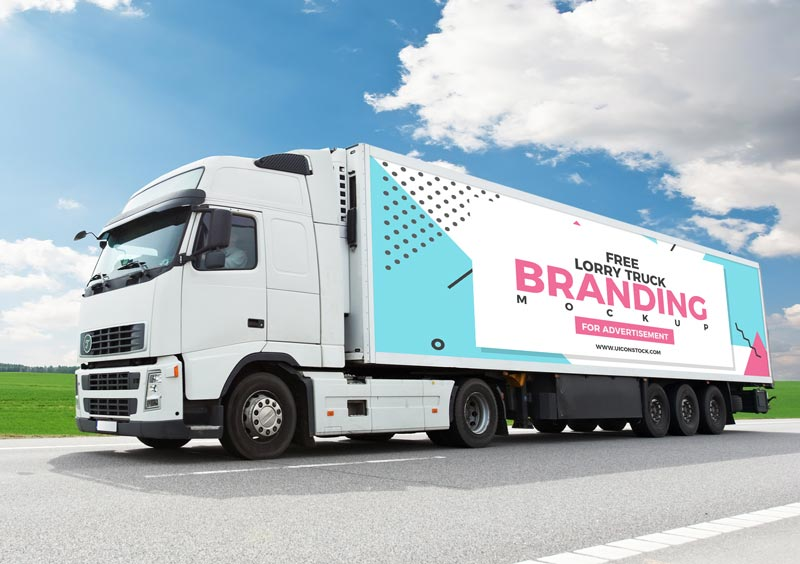 FREE
LORRY TRUCK
BRANDING
MOCKUP
FOR ADVERTISEMENT
WWW.UICONSTOCK.COM